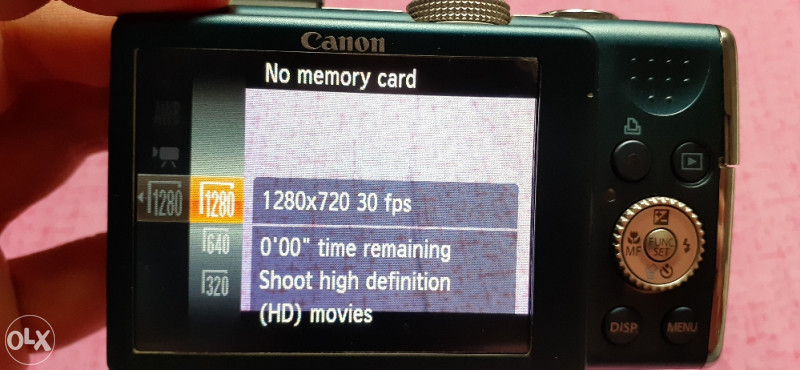 Canon
No memory card
1280 1280
1280x720 30 fps
640
0'00" time remaining
320
Shoot high definition
(HD) movies
MF
FUNC.
SET
DISP.
MENU
OLX